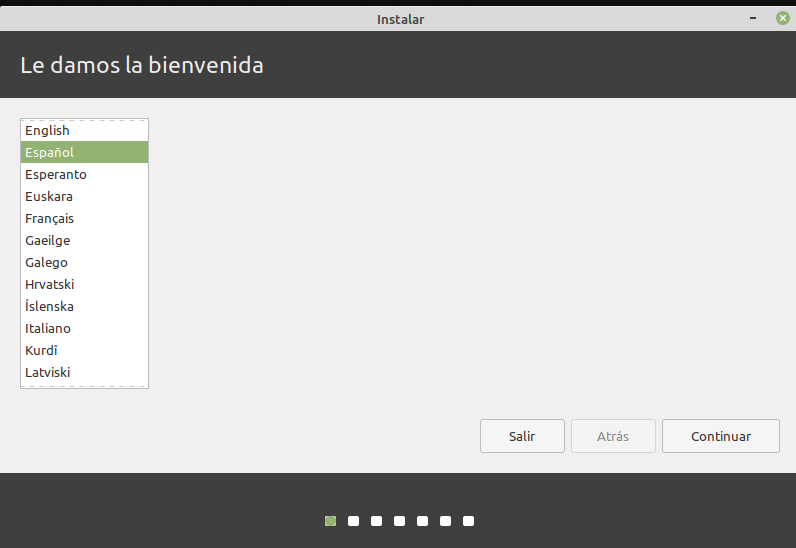 Instalar
Le damos la bienvenida
English
Español
Esperanto
Euskara
Français
Gaeilge
Galego
Hrvatski
Íslenska
Italiano
Kurdî
Latviski
Salir
Atrás
Continuar